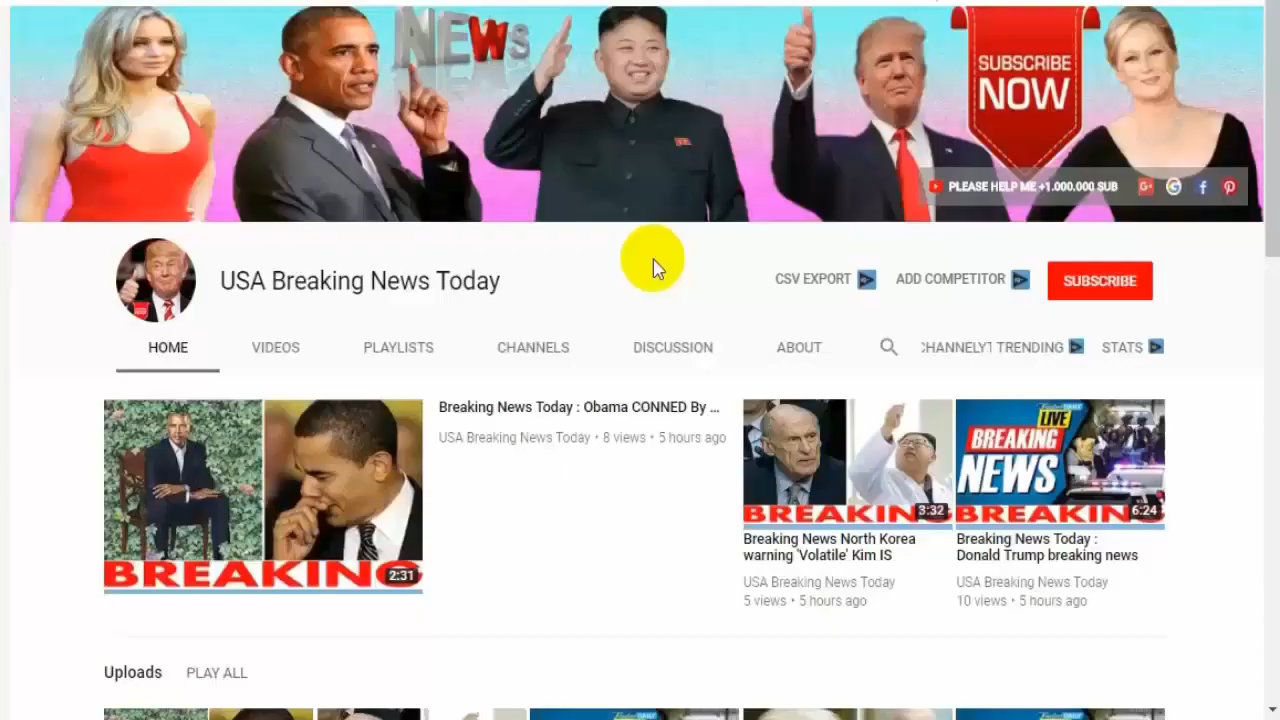 NEWS
SUBSCRIBE
NOW
PLEASE HELP ME +1.000.000 SUB
USA Breaking News Today
CSV EXPORT
ADD COMPETITOR
SUBSCRIBE
HOME
VIDEOS
PLAYLISTS
CHANNELS
DISCUSSION
ABOUT
TRENDING
STATS
BREAKING
2:31
Breaking News Today : Obama CONNED By ...
USA Breaking News Today • 8 views • 5 hours ago
BREAKIN
3:32
Breaking News North Korea
warning 'Volatile' Kim IS
USA Breaking News Today
5 views • 5 hours ago
LIVE
BREAKING
NEWS
BREAKIN
6:24
Breaking News Today :
Donald Trump breaking news
USA Breaking News Today
10 views • 5 hours ago
Uploads
PLAY ALL